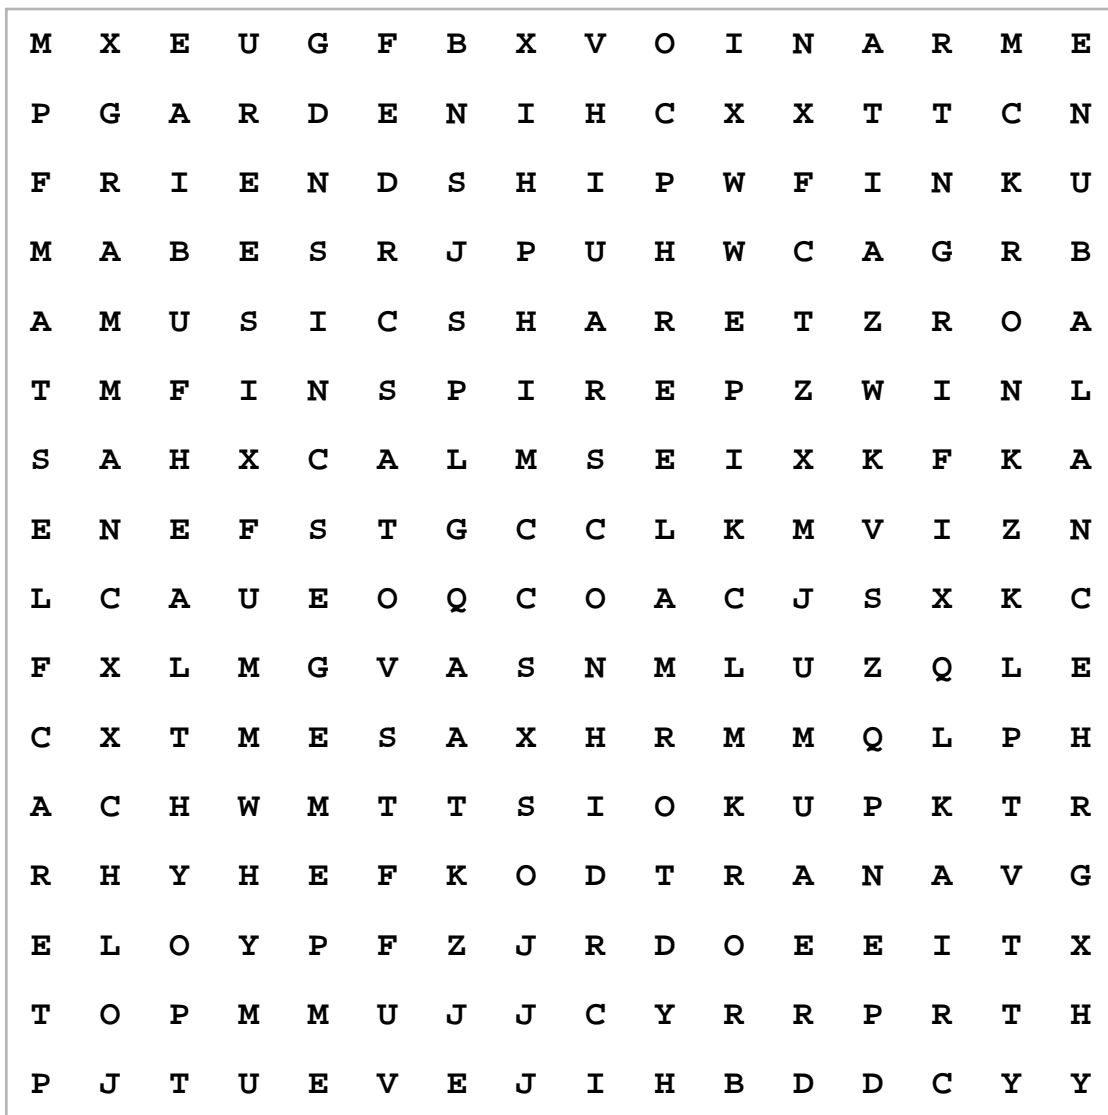 M X E U G F B X V O I N A R M E
P G A R D E N I H C X X T T C N
F R I E N D S H I P W F I N K U
M A B E S R J P U H W C A G R B
A M U S I C S H A R E T Z R O A
T M F I N S P I R E P Z W I N L
S A H X C A L M S E I X K F K A
E N E F S T G C C L K M V I Z N
L C A U E O Q C O A C J S X K C
F X L M G V A S N M L U Z Q L E
C X T M E S A X H R M M Q L P H
A C H W M T T S I O K U P K T R
R H Y H E F K O D T R A N A V G
E L O Y P F Z J R D O E E I T X
T O P M M U J J C Y R R P R T H
P J T U E V E J I H B D D C Y Y